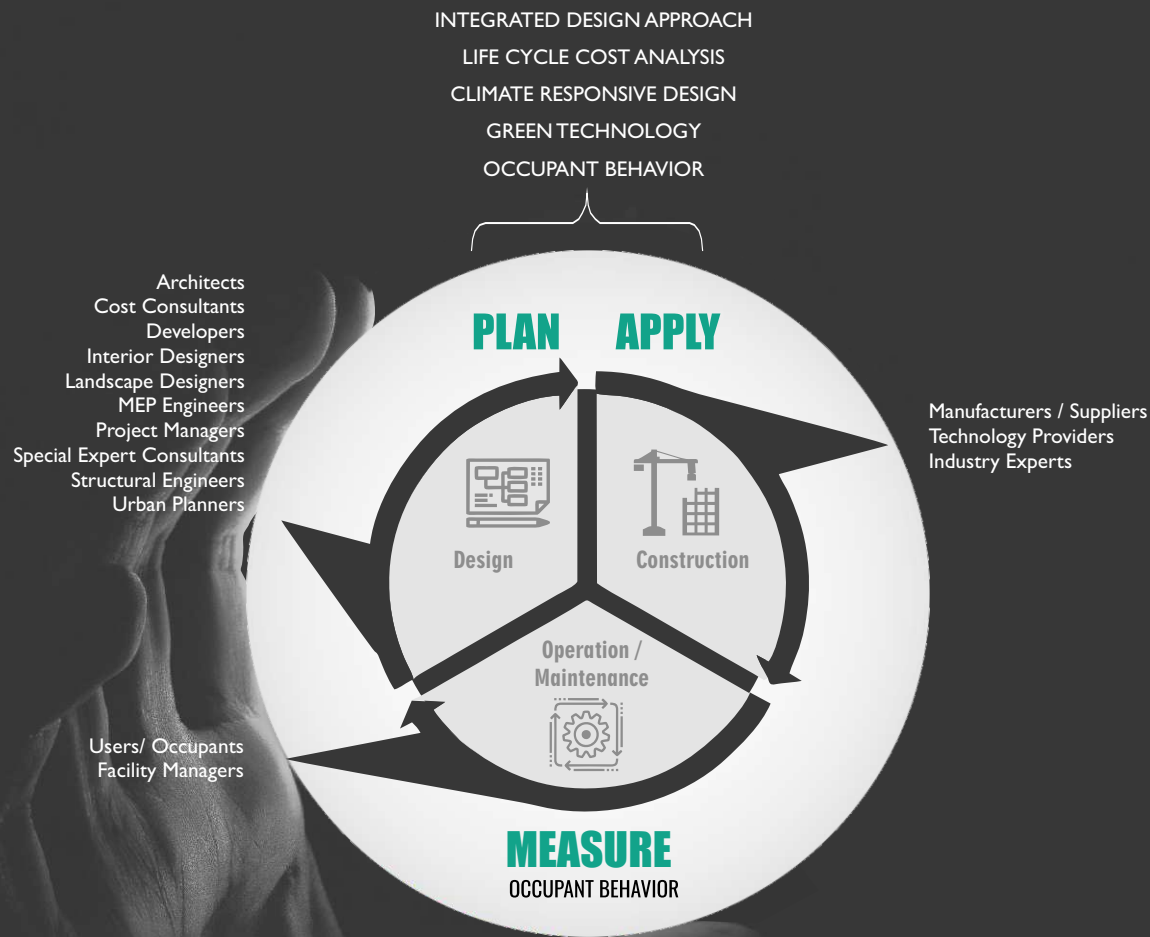 INTEGRATED DESIGN APPROACH
LIFE CYCLE COST ANALYSIS
CLIMATE RESPONSIVE DESIGN
GREEN TECHNOLOGY
OCCUPANT BEHAVIOR
Architects
Cost Consultants
Developers
Interior Designers
Landscape Designers
MEP Engineers
Project Managers
Special Expert Consultants
Structural Engineers
Urban Planners
PLAN APPLY
Manufacturers / Suppliers
Technology Providers
Industry Experts
Design
Construction
Operation /
Maintenance
Users/ Occupants
Facility Managers
MEASURE
OCCUPANT BEHAVIOR